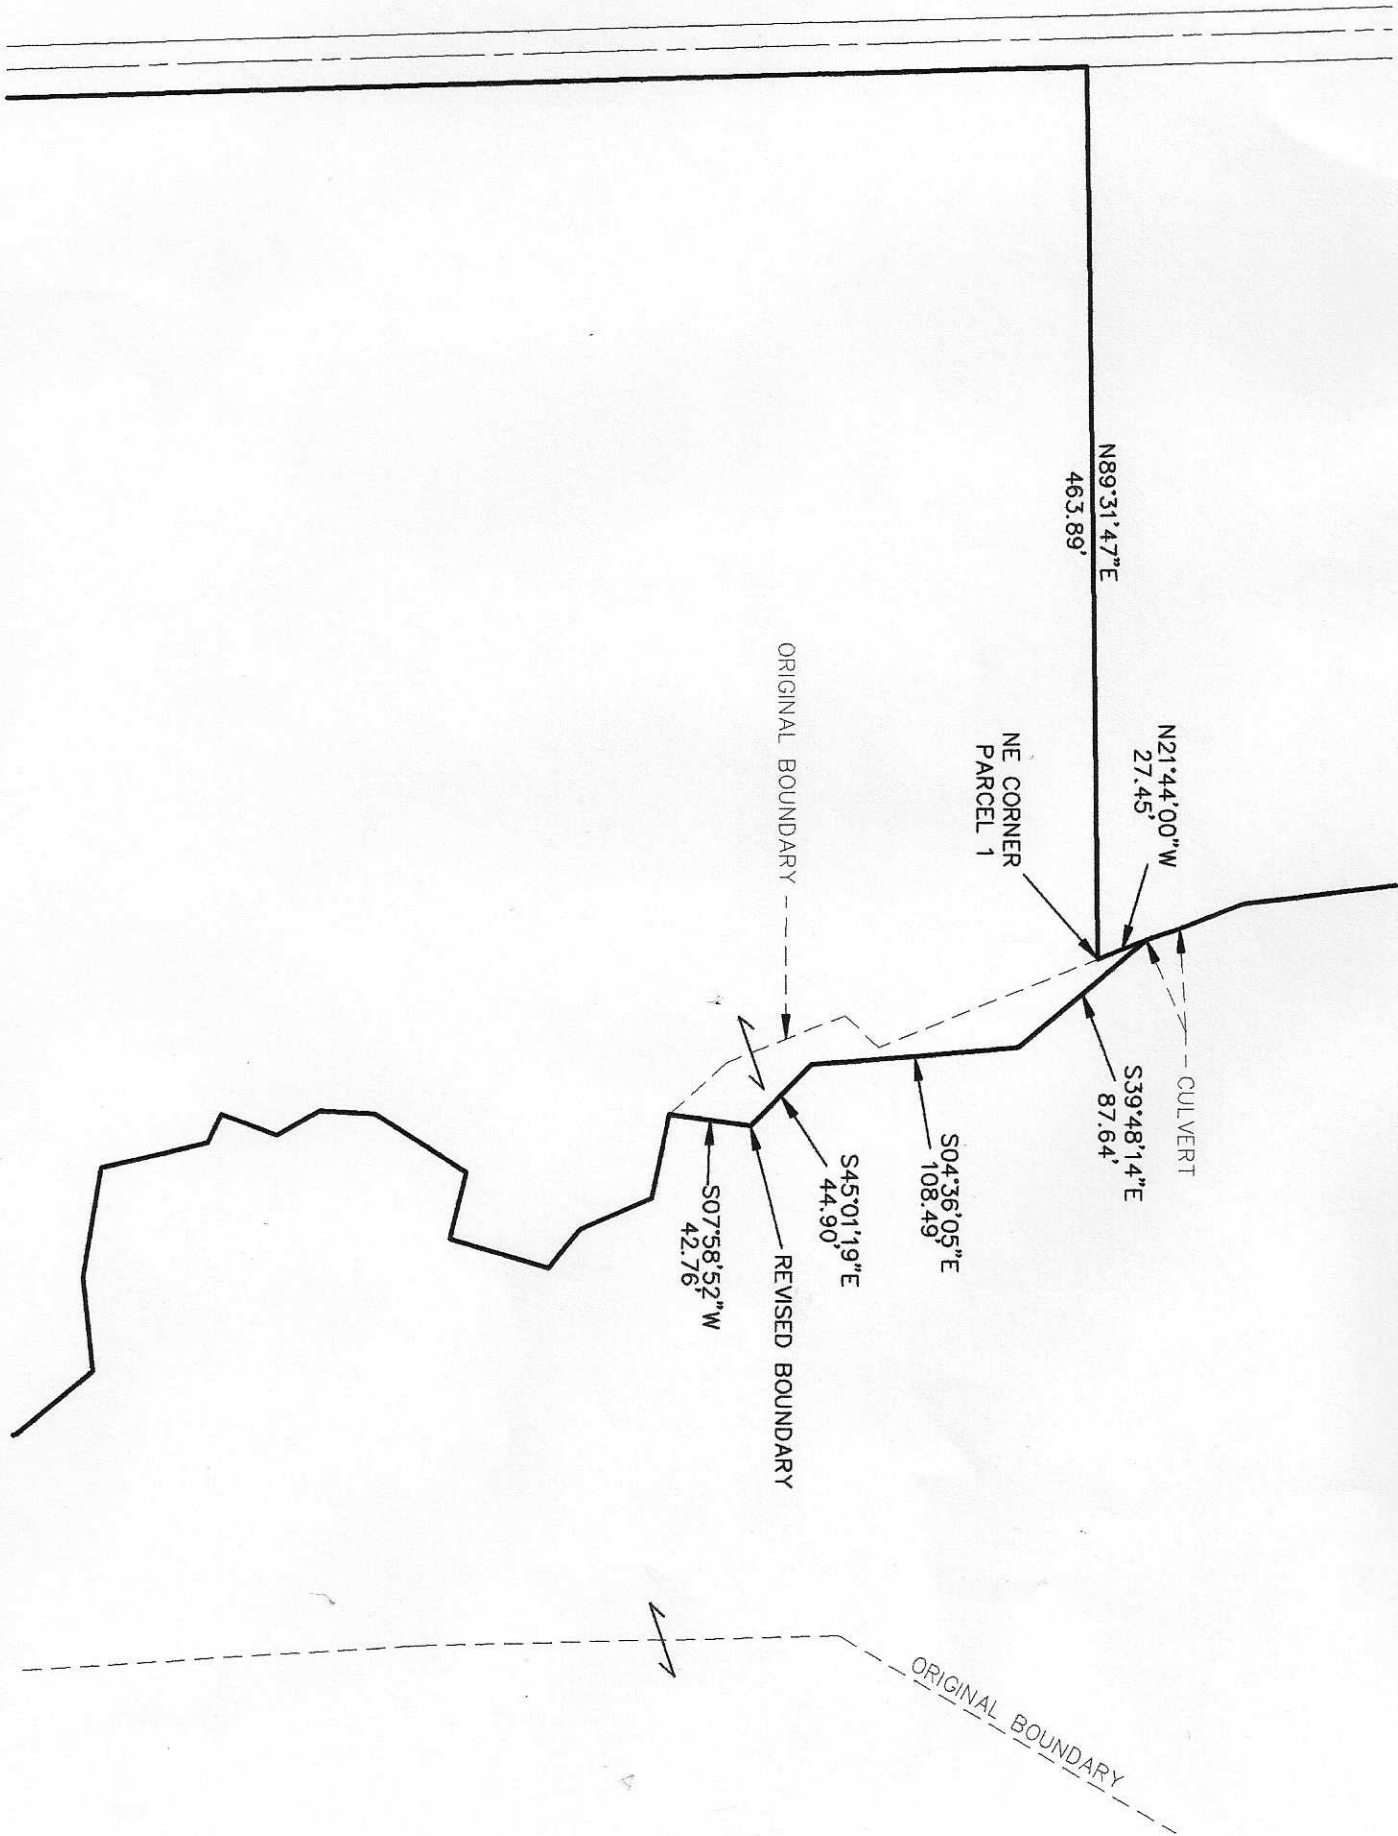 N89°31'47"E
463.89'
N21°44'00"W
27.45'
NE CORNER
PARCEL 1
CULVERT
S39°48'14"E
87.64'
ORIGINAL BOUNDARY
S04°36'05"E
108.49'
S45°01'19"E
44.90'
REVISED BOUNDARY
S07°58'52"W
42.76'
ORIGINAL BOUNDARY